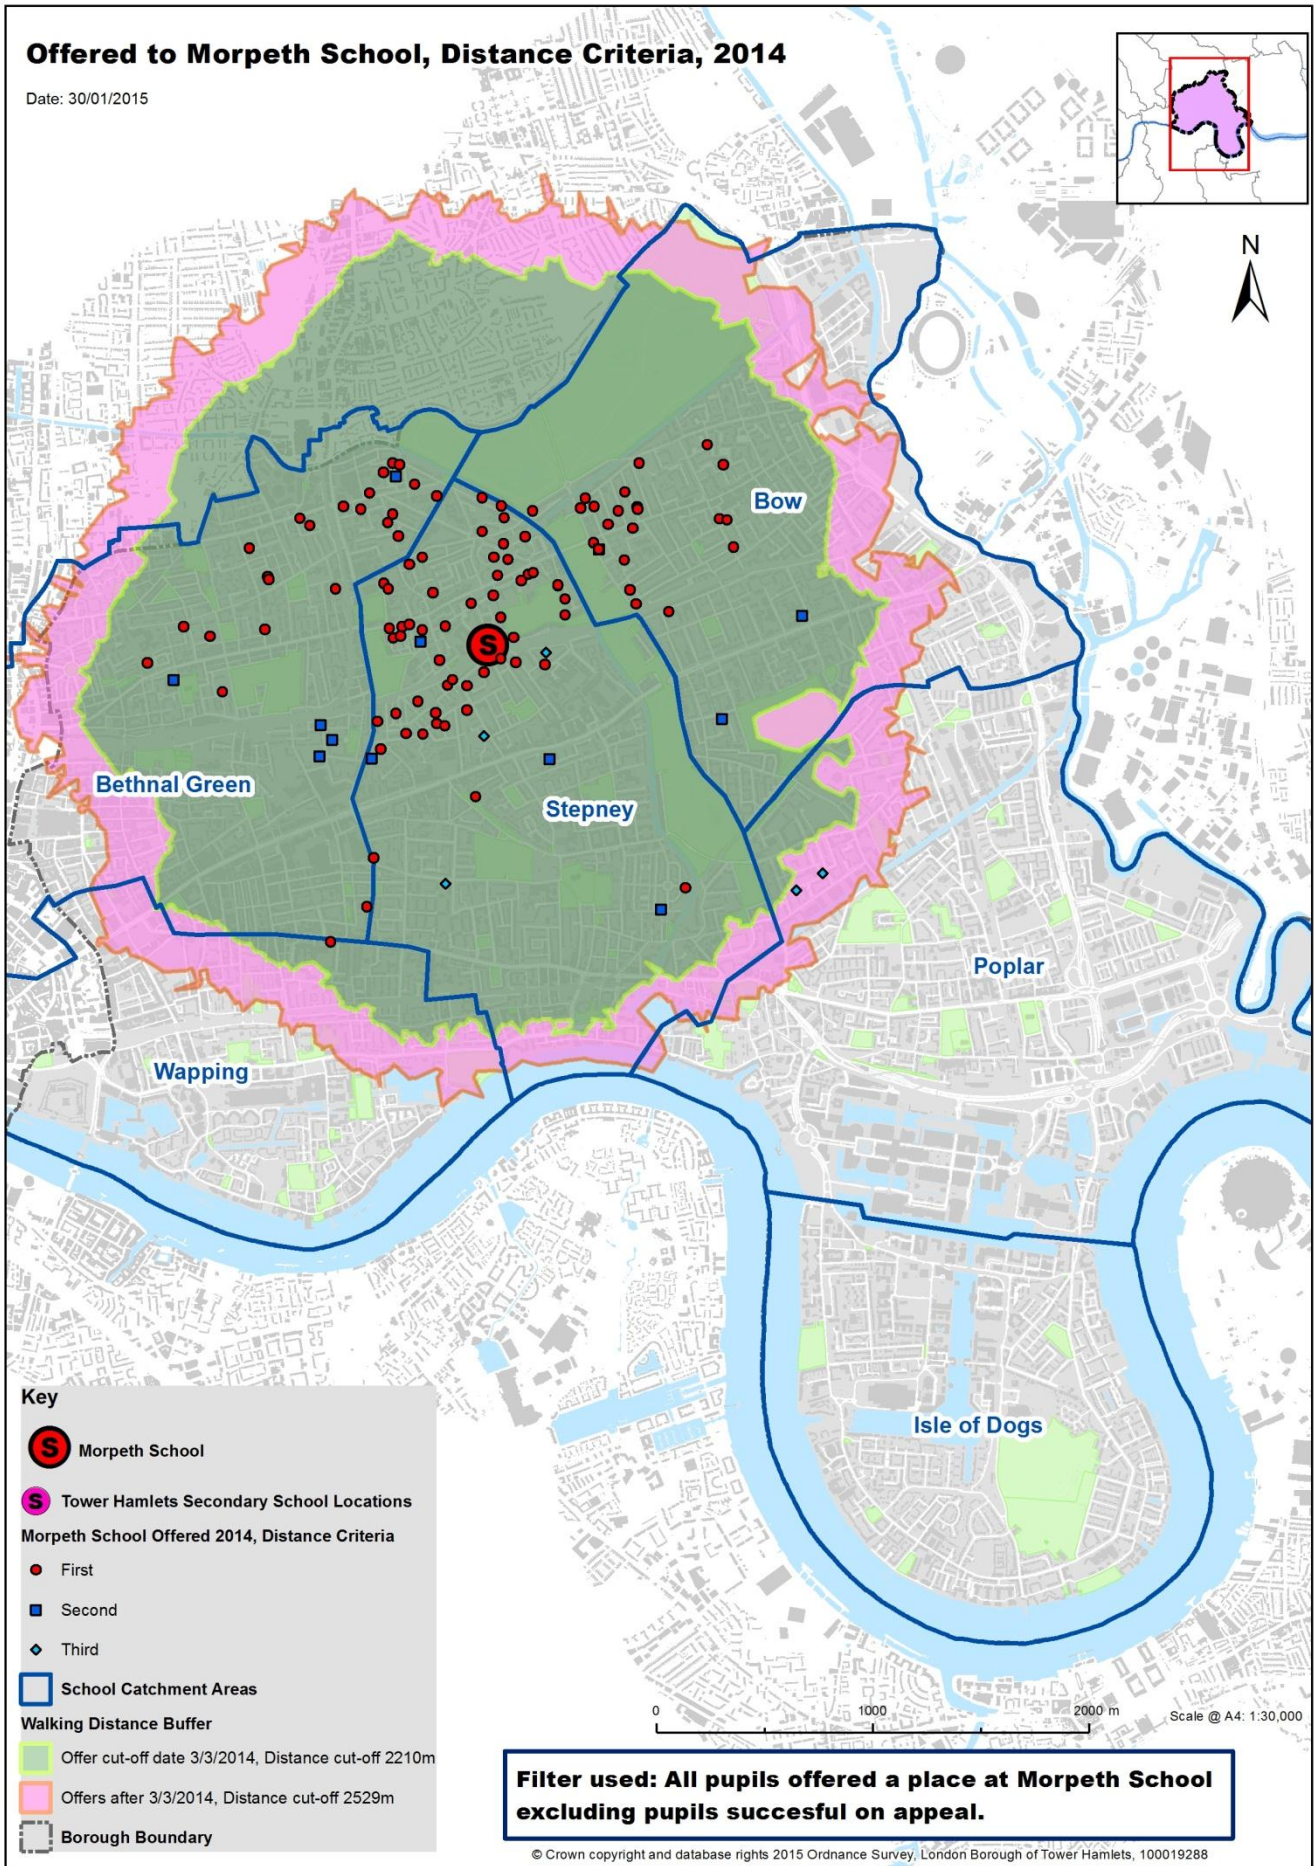 Offered to Morpeth School, Distance Criteria, 2014
Date: 30/01/2015
N
Bow
S
Bethnal Green
Stepney
Poplar
Wapping
Isle of Dogs
Key
S Morpeth School
S Tower Hamlets Secondary School Locations
Morpeth School Offered 2014, Distance Criteria
First
Second
Third
School Catchment Areas
Walking Distance Buffer
Offer cut-off date 3/3/2014, Distance cut-off 2210m
Offers after 3/3/2014, Distance cut-off 2529m
Borough Boundary
0 1000 2000 m
Scale @ A4: 1:30,000
Filter used: All pupils offered a place at Morpeth School
excluding pupils succesful on appeal.
© Crown copyright and database rights 2015 Ordnance Survey, London Borough of Tower Hamlets, 100019288